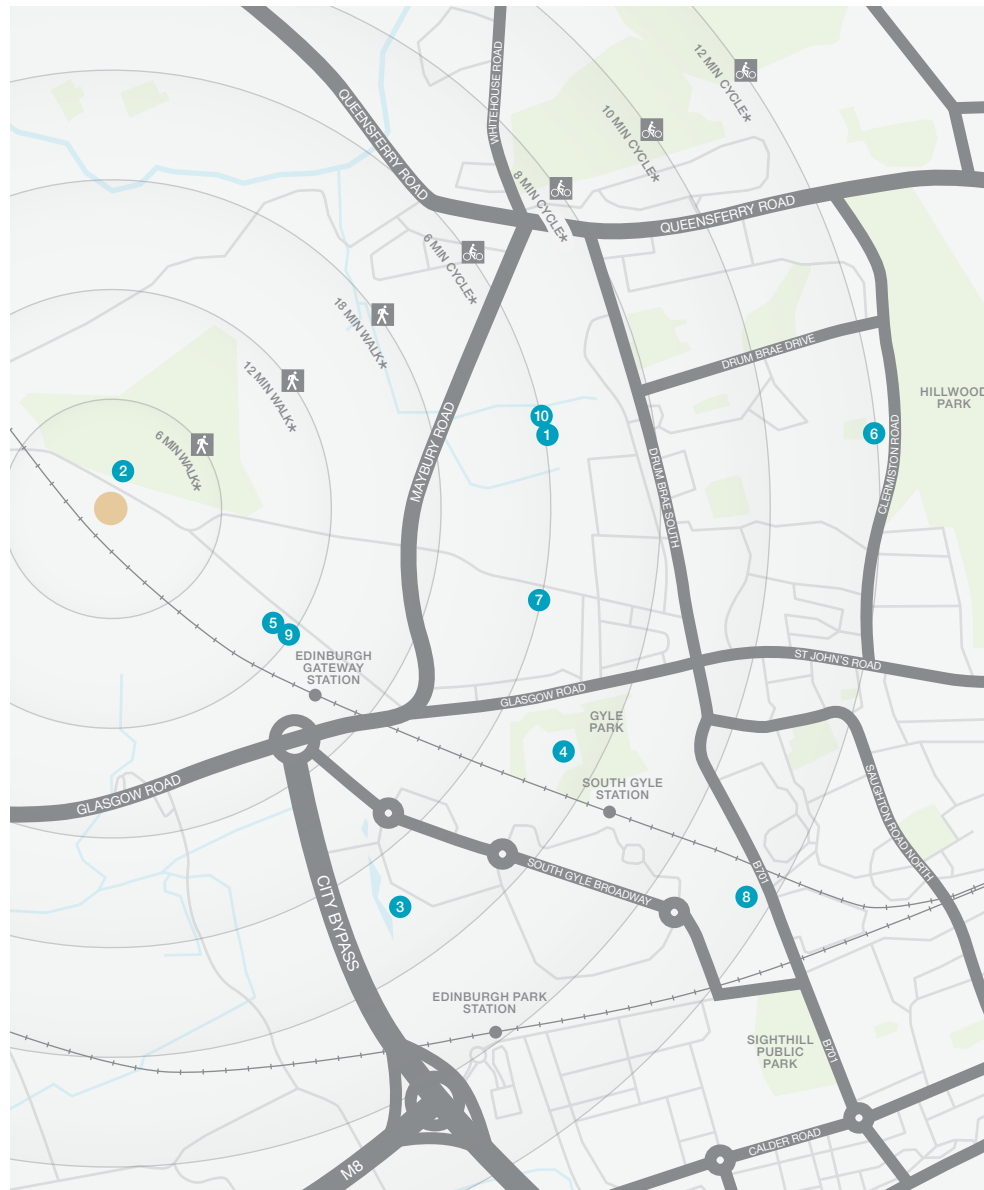 WHITEHOUSE ROAD
12 MIN CYCLE*
QUEENSFERRY ROAD
10 MIN CYCLE*
8 MIN CYCLE*
QUEENSFERRY ROAD
6 MIN CYCLE*
18 MIN WALK*
DRUM BRAE DRIVE
12 MIN WALK*
HILLWOOD
PARK
6 MIN WALK*
MAYBURY ROAD
10
1
6
CLERMISTON ROAD
2
DRUM BRAE SOUTH
7
5
9
EDINBURGH
GATEWAY
STATION
ST JOHN'S ROAD
GLASGOW ROAD
GYLE
PARK
4
GLASGOW ROAD
SOUTH GYLE
STATION
SAUGHTON ROAD NORTH
SOUTH GYLE BROADWAY
B701
8
3
CITY BYPASS
EDINBURGH PARK
STATION
SIGHTHILL
PUBLIC
PARK
B701
CALDER ROAD
M8